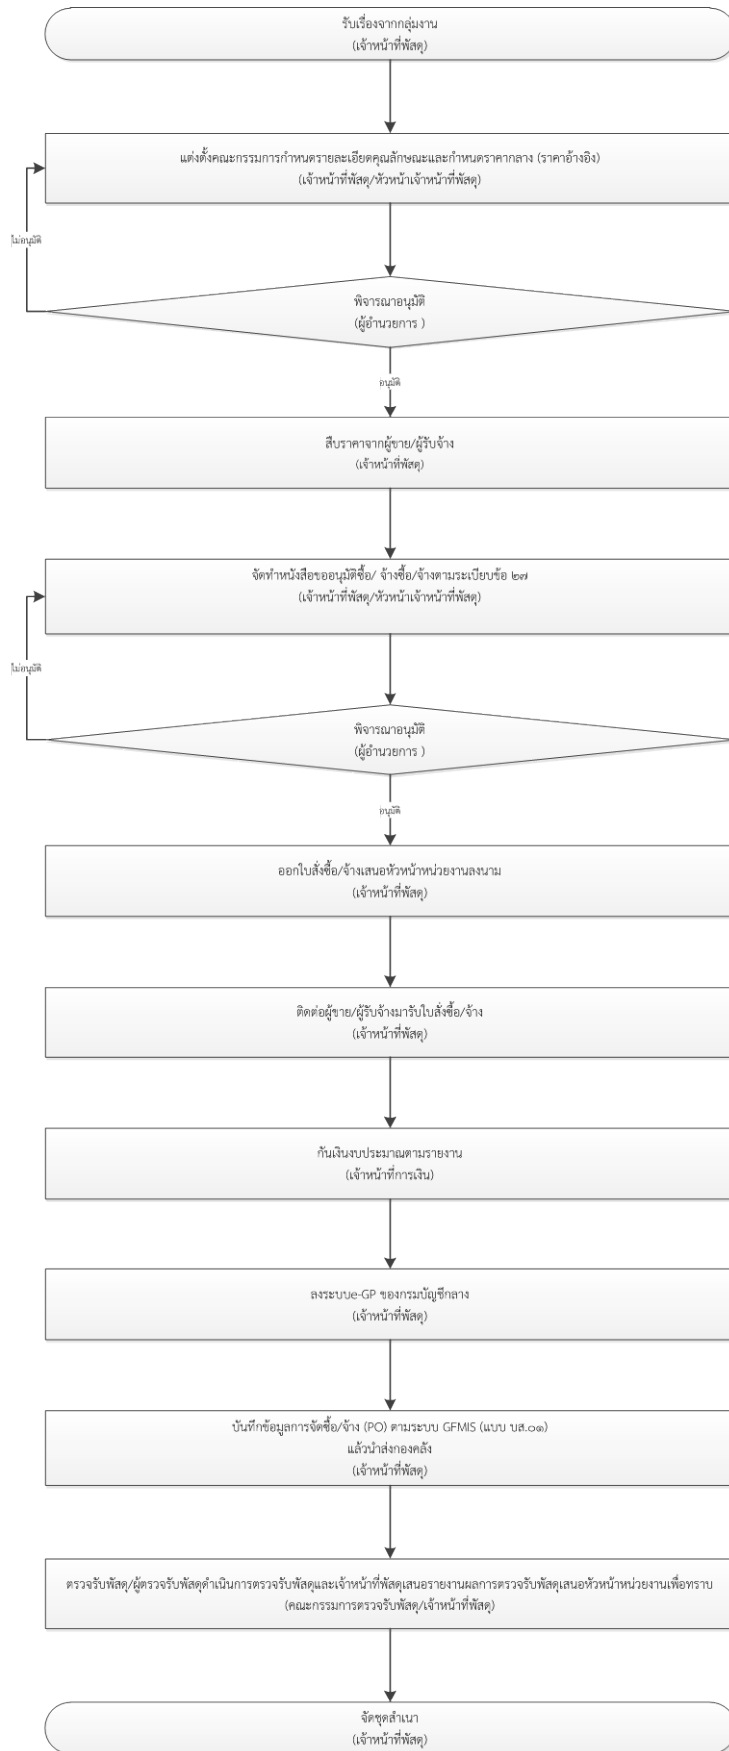 รับเรื่องจากกลุ่มงาน
(เจ้าหน้าที่พัสดุ)
แต่งตั้งคณะกรรมการกำหนดรายละเอียดคุณลักษณะและกำหนดราคากลาง (ราคาอ้างอิง)
(เจ้าหน้าที่พัสดุ/หัวหน้าเจ้าหน้าที่พัสดุ)
ไม่อนุมัติ
พิจารณาอนุมัติ
(ผู้อำนวยการ )
อนุมัติ
สืบราคาจากผู้ขาย/ผู้รับจ้าง
(เจ้าหน้าที่พัสดุ)
จัดทำหนังสือขออนุมัติซื้อ/ จ้างซื้อ/จ้างตามระเบียบข้อ ๒๗
(เจ้าหน้าที่พัสดุ/หัวหน้าเจ้าหน้าที่พัสดุ)
ไม่อนุมัติ
พิจารณาอนุมัติ
(ผู้อำนวยการ )
อนุมัติ
ออกใบสั่งซื้อ/จ้างเสนอหัวหน้าหน่วยงานลงนาม
(เจ้าหน้าที่พัสดุ)
ติดต่อผู้ขาย/ผู้รับจ้างมารับใบสั่งซื้อ/จ้าง
(เจ้าหน้าที่พัสดุ)
กันเงินงบประมาณตามรายงาน
(เจ้าหน้าที่การเงิน)
ลงระบบe-GP ของกรมบัญชีกลาง
(เจ้าหน้าที่พัสดุ)
บันทึกข้อมูลการจัดซื้อ/จ้าง (PO) ตามระบบ GFMIS (แบบ บส.๐๑)
แล้วนำส่งกองคลัง
(เจ้าหน้าที่พัสดุ)
ตรวจรับพัสดุ/ผู้ตรวจรับพัสดุดำเนินการตรวจรับพัสดุและเจ้าหน้าที่พัสดุเสนอรายงานผลการตรวจรับพัสดุเสนอหัวหน้าหน่วยงานเพื่อทราบ
(คณะกรรมการตรวจรับพัสดุ/เจ้าหน้าที่พัสดุ)
จัดชุดสำเนา
(เจ้าหน้าที่พัสดุ)